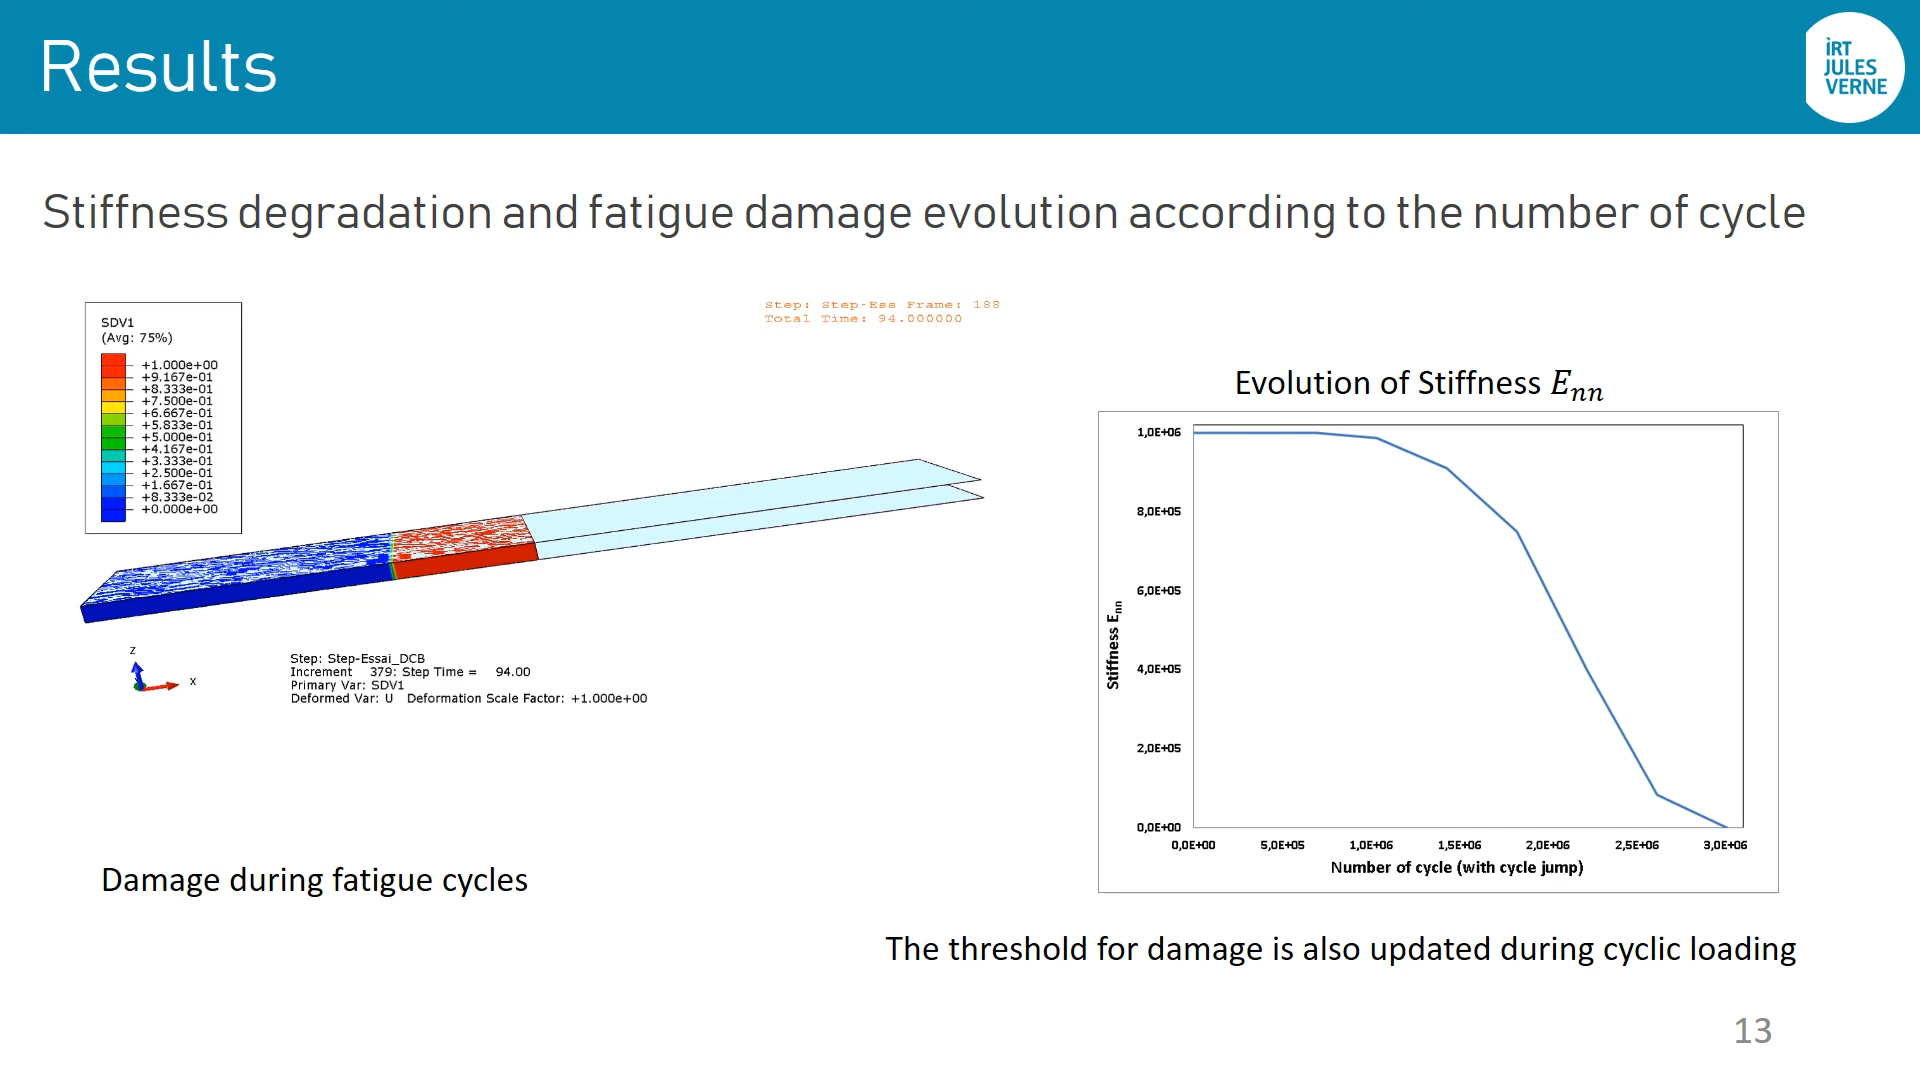 Results
iRT
JULES
VERNE
Stiffness degradation and fatigue damage evolution according to the number of cycle
SDV1
(Avg: 75%)
+1.000e+00
+9.167e-01
+8.333e-01
+7.500e-01
+6.667e-01
+5.833e-01
+5.000e-01
+4.167e-01
+3.333e-01
+2.500e-01
+1.667e-01
+8.333e-02
+0.000e+00
Step: Step-Ess Frame: 188
Total Time: 94.000000
Z
X
Step: Step-Essai_DCB
Increment 379: Step Time = 94.00
Primary Var: SDV1
Deformed Var: U Deformation Scale Factor: +1.000e+00
Damage during fatigue cycles
Evolution of Stiffness Enn
1,0E+06
8,0E+05
6,0E+05
4,0E+05
2,0E+05
0,0E+00
Stiffness Enn
0,0E+00 5,0E+05 1,0E+06 1,5E+06 2,0E+06 2,5E+06 3,0E+06
Number of cycle (with cycle jump)
The threshold for damage is also updated during cyclic loading
13